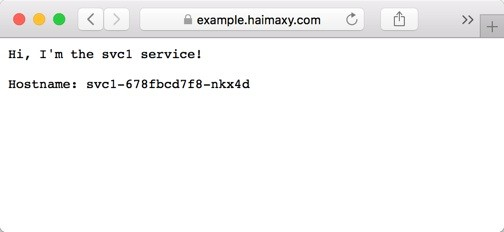 example.haimaxy.com
Hi, I'm the svc1 service!
Hostname: svc1-678fbcd7f8-nkx4d